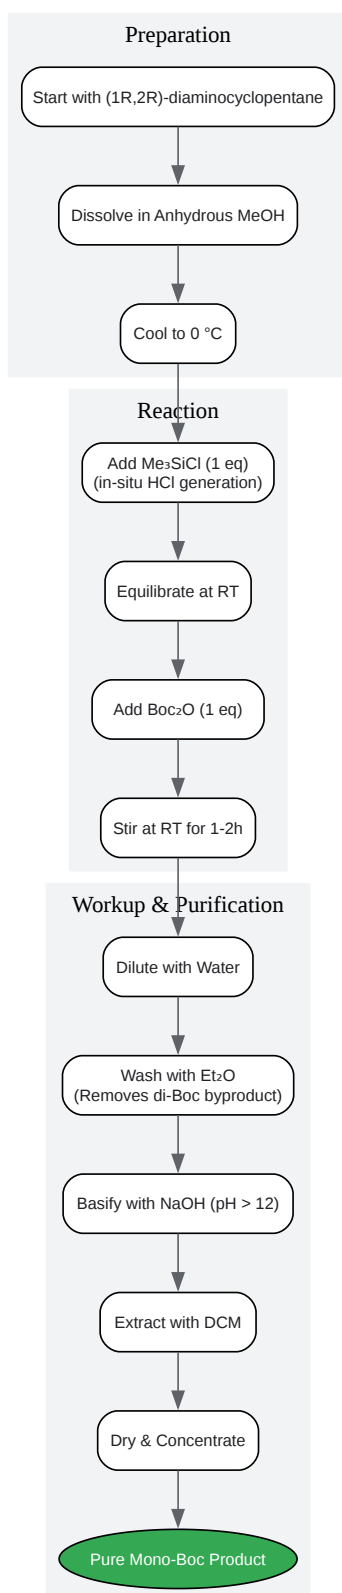 Preparation
Start with (1R,2R)-diaminocyclopentane
Dissolve in Anhydrous MeOH
Cool to 0 °C
Reaction
Add Me₃SiCl (1 eq)
(in-situ HCl generation)
Equilibrate at RT
Add Boc₂O (1 eq)
Stir at RT for 1-2h
Workup & Purification
Dilute with Water
Wash with Et₂O
(Removes di-Boc byproduct)
Basify with NaOH (pH > 12)
Extract with DCM
Dry & Concentrate
Pure Mono-Boc Product